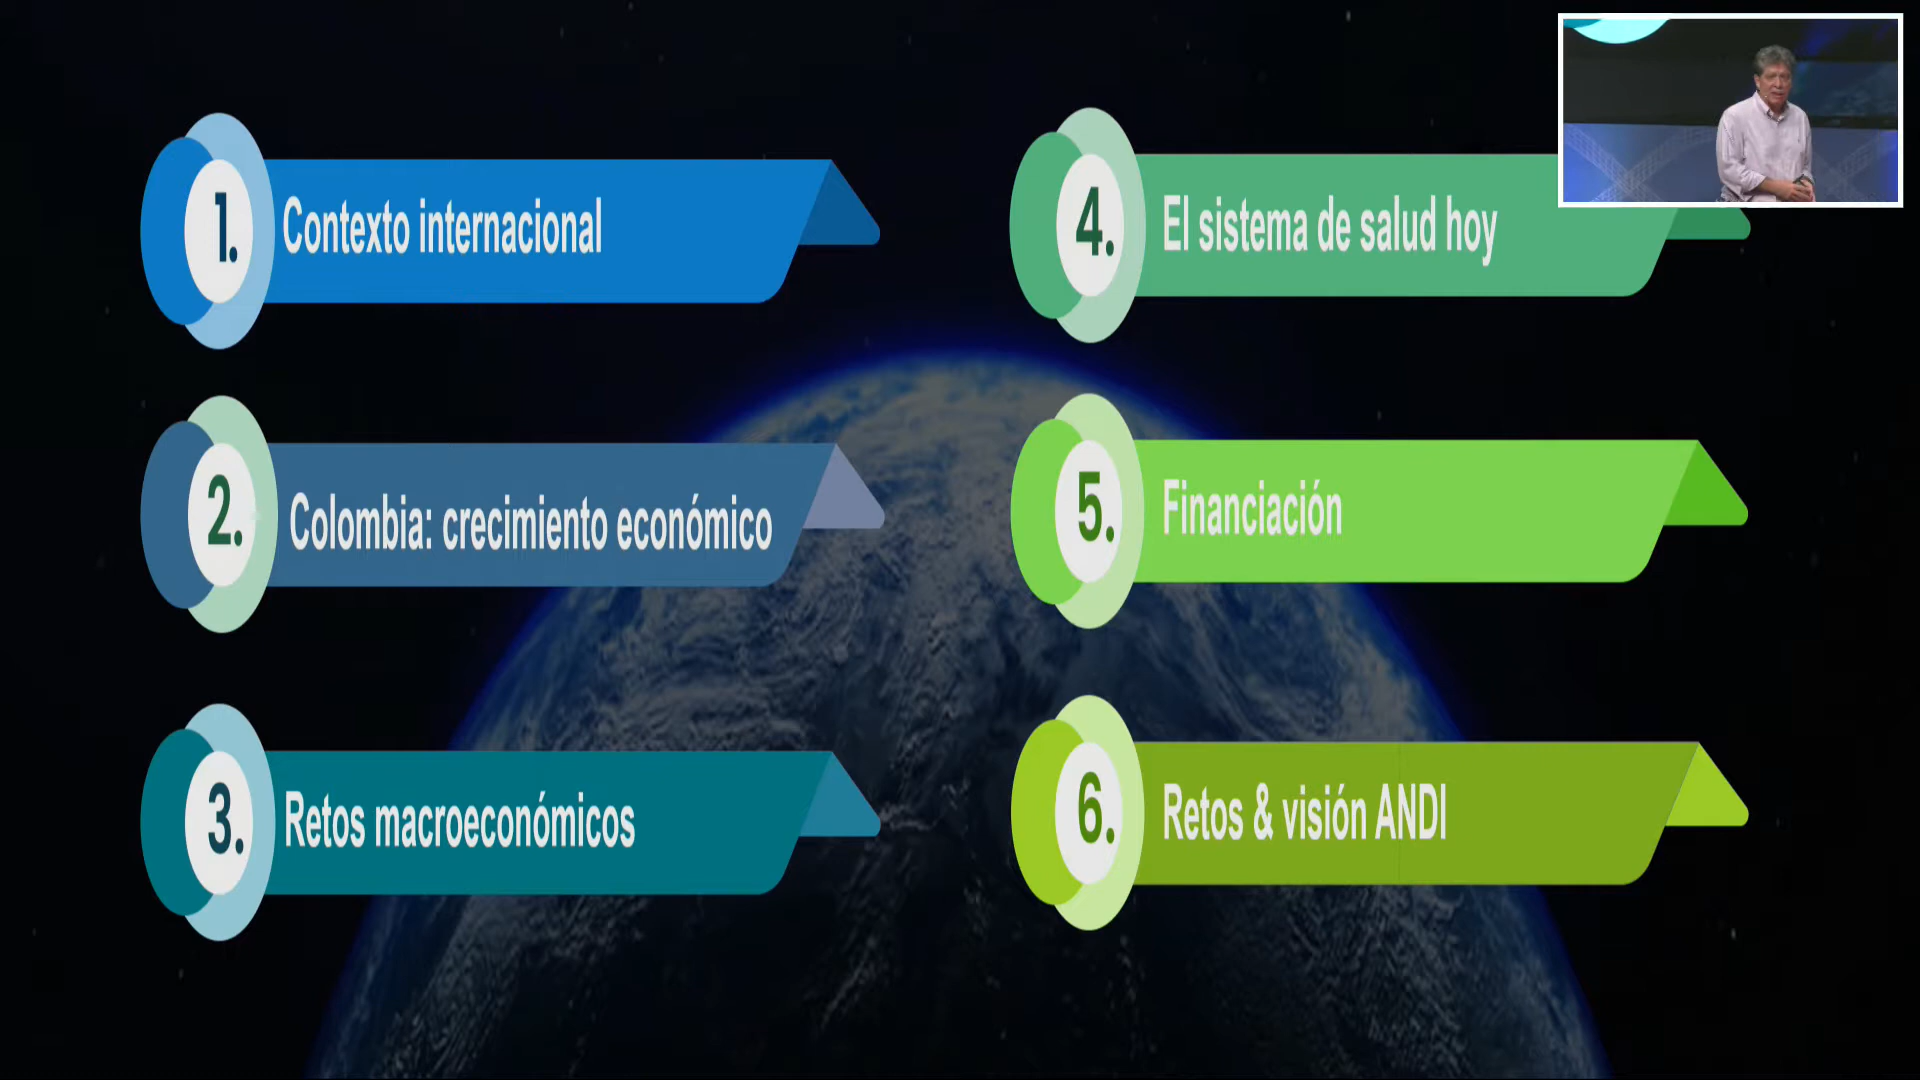 1.
Contexto internacional
2.
Colombia: crecimiento económico
3.
Retos macroeconómicos
4.
El sistema de salud hoy
5.
Financiación
6.
Retos & visión ANDI